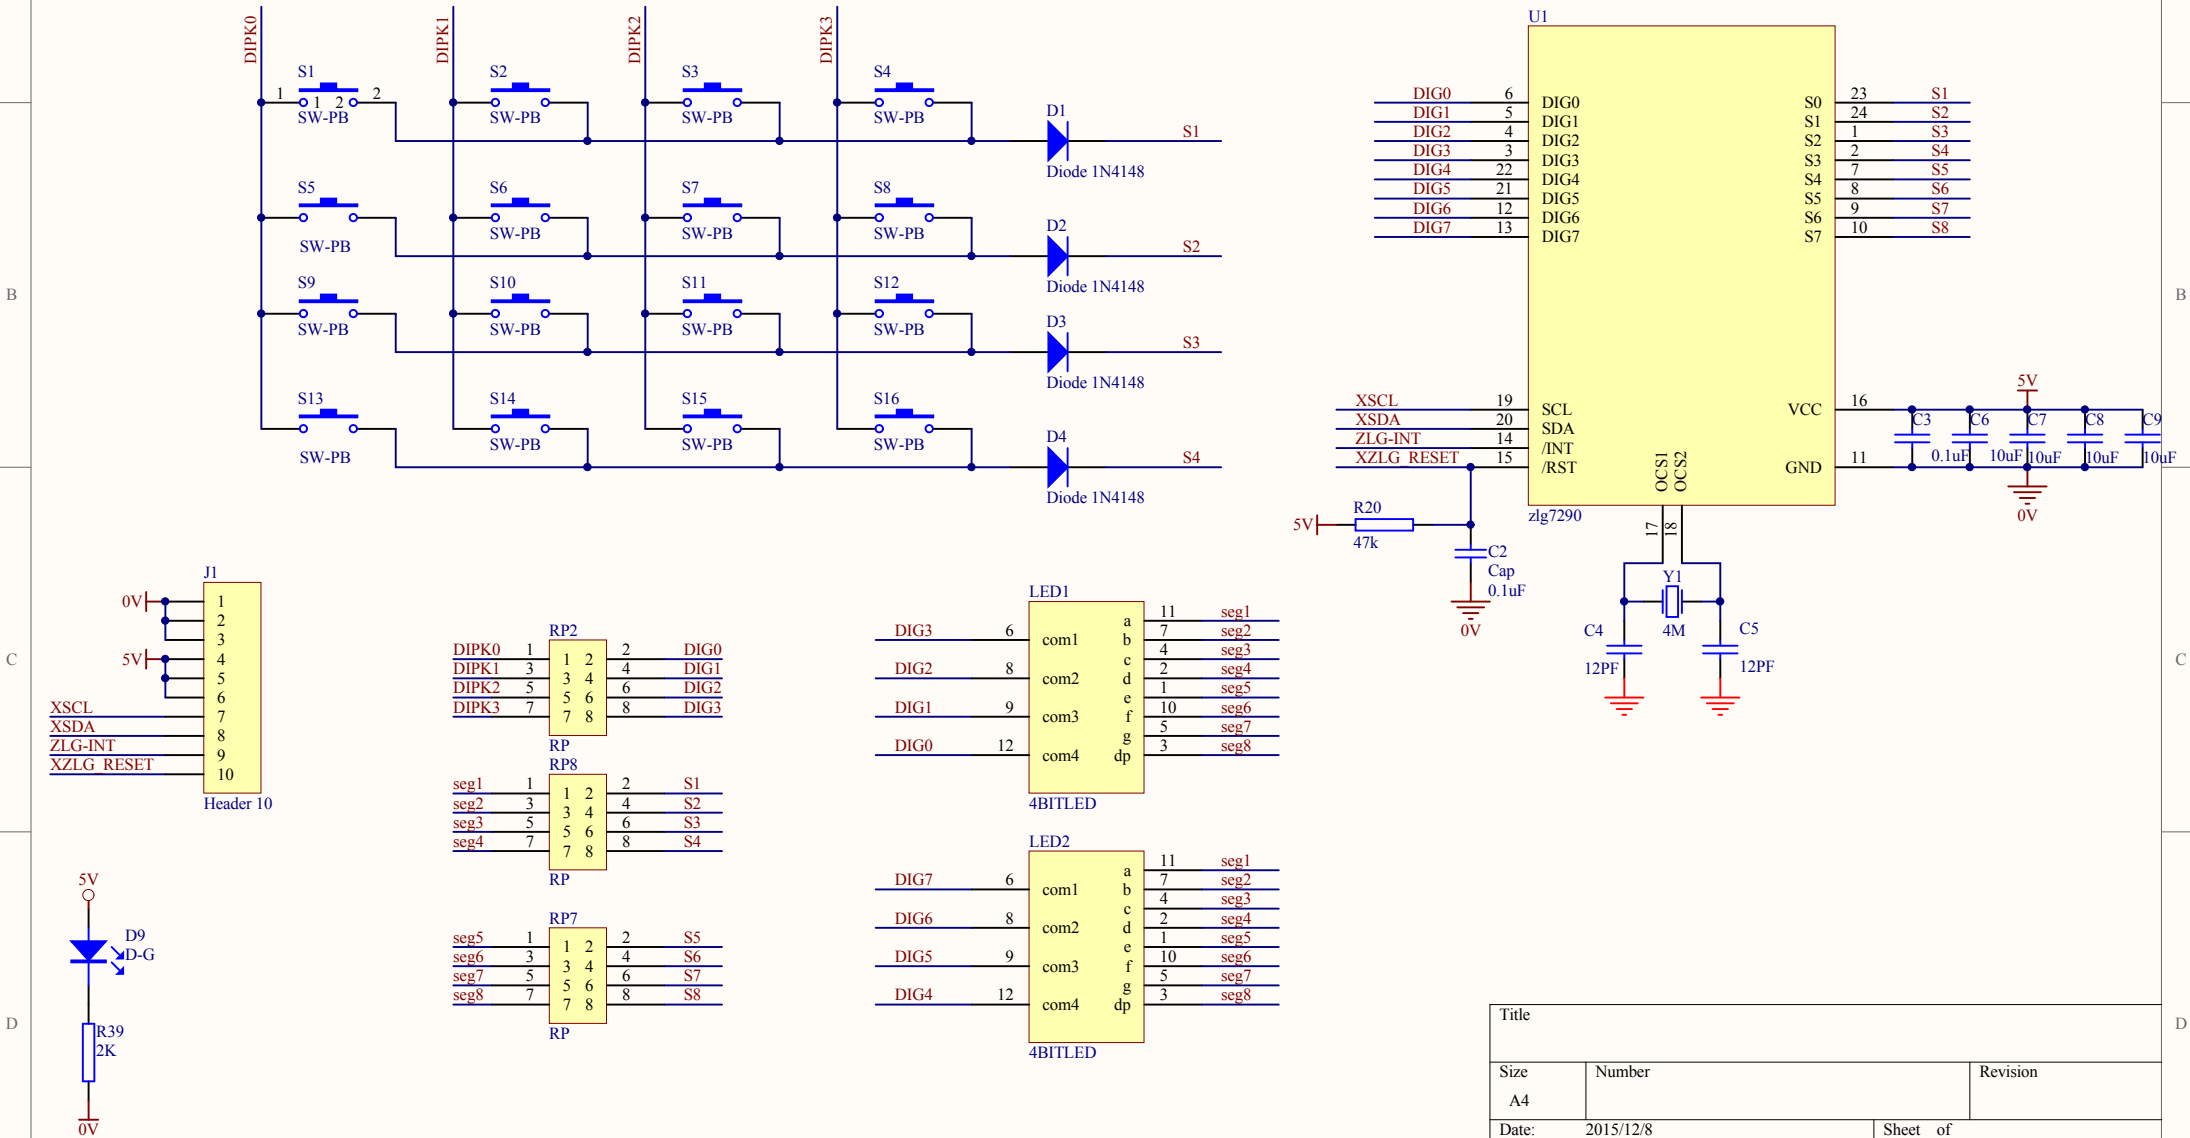 DIPK0
DIPK1
DIPK2
DIPK3
S1
S2
S3
S4
1
1 2
2
SW-PB
SW-PB
SW-PB
SW-PB
D1
S1
Diode 1N4148
S5
S6
S7
S8
SW-PB
SW-PB
SW-PB
SW-PB
D2
S2
Diode 1N4148
S9
S10
S11
S12
SW-PB
SW-PB
SW-PB
SW-PB
D3
S3
Diode 1N4148
S13
S14
S15
S16
SW-PB
SW-PB
SW-PB
SW-PB
D4
S4
Diode 1N4148
U1
DIG0 6 DIG0 S0 23 S1
DIG1 5 DIG1 S1 24 S2
DIG2 4 DIG2 S2 1 S3
DIG3 3 DIG3 S3 2 S4
DIG4 22 DIG4 S4 7 S5
DIG5 21 DIG5 S5 8 S6
DIG6 12 DIG6 S6 9 S7
DIG7 13 DIG7 S7 10 S8
XSCL 19 SCL VCC 16
XSDA 20 SDA
ZLG-INT 14 /INT
XZLG_RESET 15 /RST GND 11
OCS1
OCS2
17
18
zlg7290
5V
C3
C6
C7
C8
C9
0.1uF
10uF
10uF
10uF
10uF
0V
5V
R20
47k
C2
Cap
0.1uF
0V
Y1
4M
C4
12PF
C5
12PF
J1
0V
5V
1
2
3
4
5
6
XSCL 7
XSDA 8
ZLG-INT 9
XZLG_RESET 10
Header 10
RP2
DIPK0 1 1 2 2 DIG0
DIPK1 3 3 4 4 DIG1
DIPK2 5 5 6 6 DIG2
DIPK3 7 7 8 8 DIG3
RP
RP8
seg1 1 1 2 2 S1
seg2 3 3 4 4 S2
seg3 5 5 6 6 S3
seg4 7 7 8 8 S4
RP
RP7
seg5 1 1 2 2 S5
seg6 3 3 4 4 S6
seg7 5 5 6 6 S7
seg8 7 7 8 8 S8
RP
LED1
DIG3 6 com1
DIG2 8 com2
DIG1 9 com3
DIG0 12 com4
a 11 seg1
b 7 seg2
c 4 seg3
d 2 seg4
e 1 seg5
f 10 seg6
g 5 seg7
dp 3 seg8
4BITLED
LED2
DIG7 6 com1
DIG6 8 com2
DIG5 9 com3
DIG4 12 com4
a 11 seg1
b 7 seg2
c 4 seg3
d 2 seg4
e 1 seg5
f 10 seg6
g 5 seg7
dp 3 seg8
4BITLED
5V
D9
D-G
R39
2K
0V
B
B
C
C
D
D
Title
Size
Number
Revision
A4
Date: 2015/12/8 Sheet of